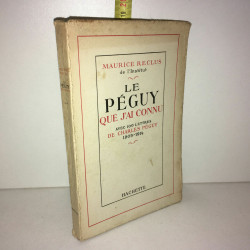 MAURICE RECLUS
de l'Institut
LE
PÉGUY
QUE J'AI CONNU
AVEC 100 LETTRES
DE CHARLES PÉGUY
1905-1914
HACHETTE